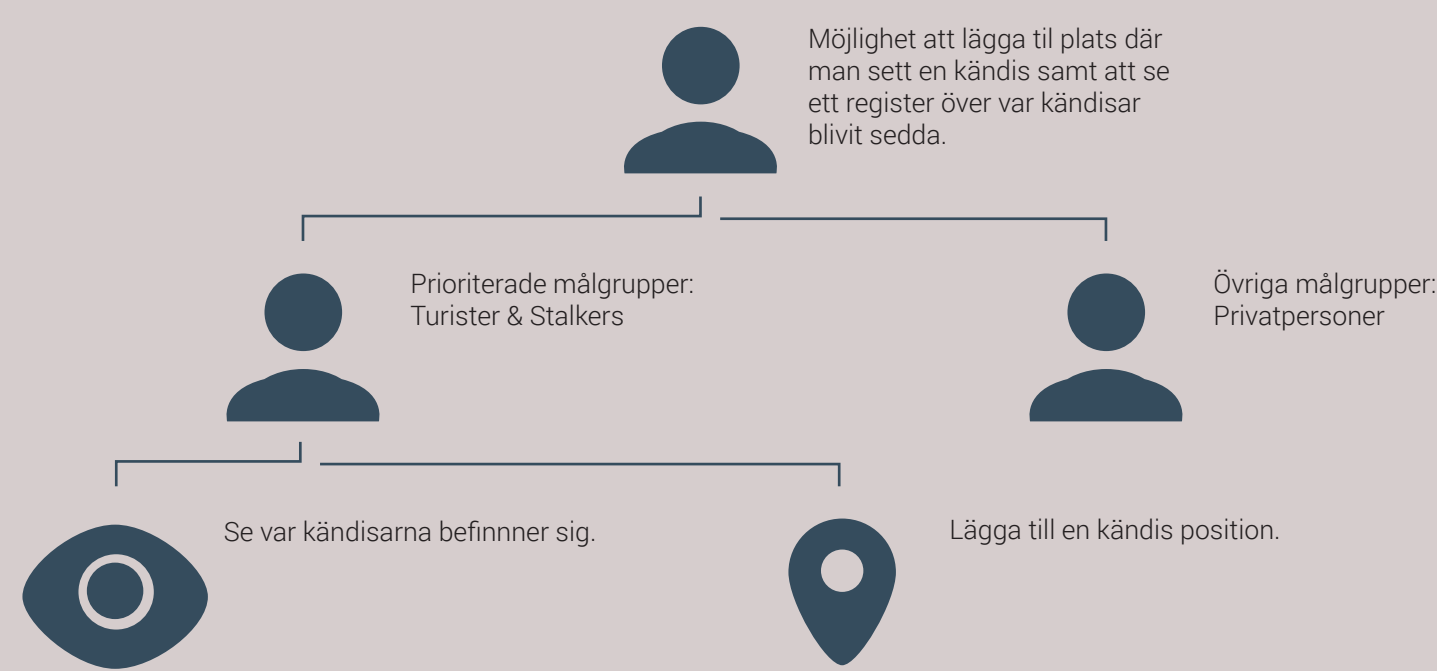 Möjlighet att lägga til plats där
man sett en kändis samt att se
ett register över var kändisar
blivit sedda.
Prioriterade målgrupper:
Turister & Stalkers
Övriga målgrupper:
Privatpersoner
Se var kändisarna befinnner sig.
Lägga till en kändis position.